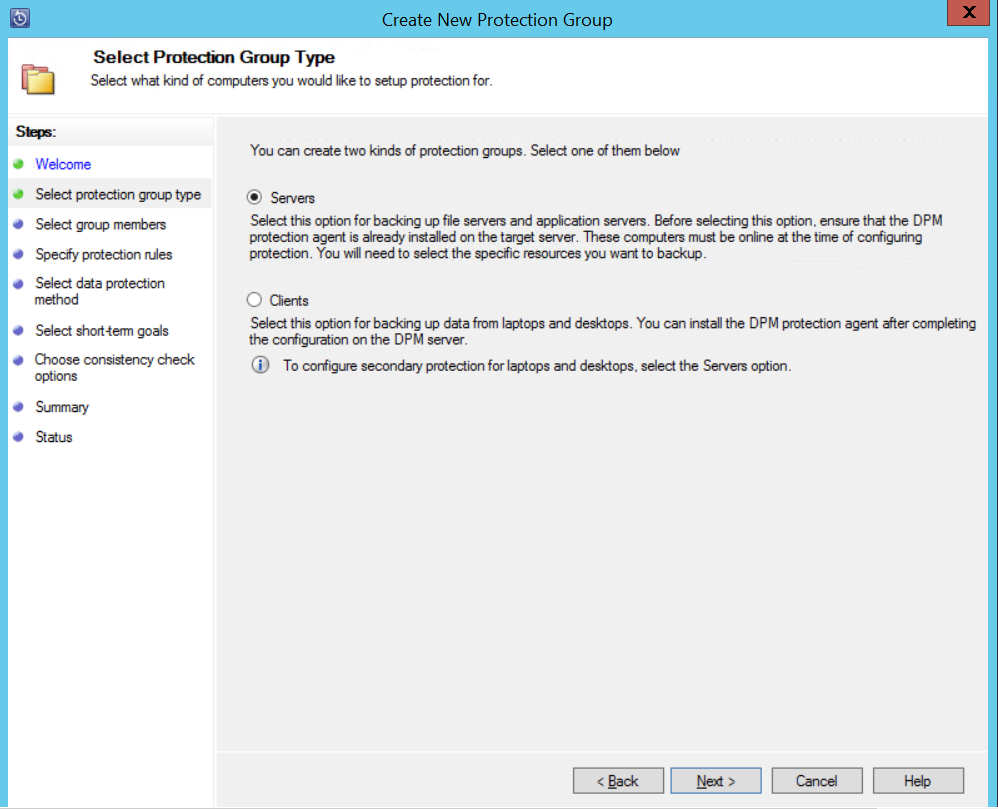 Create New Protection Group
X
Select Protection Group Type
Select what kind of computers you would like to setup protection for.
Steps:
Welcome
Select protection group type
Select group members
Specify protection rules
Select data protection
method
Select short-term goals
Choose consistency check
options
Summary
Status
You can create two kinds of protection groups. Select one of them below
Servers
Select this option for backing up file servers and application servers. Before selecting this option, ensure that the DPM
protection agent is already installed on the target server. These computers must be online at the time of configuring
protection. You will need to select the specific resources you want to backup.
Clients
Select this option for backing up data from laptops and desktops. You can install the DPM protection agent after completing
the configuration on the DPM server.
To configure secondary protection for laptops and desktops, select the Servers option.
< Back
Next >
Cancel
Help